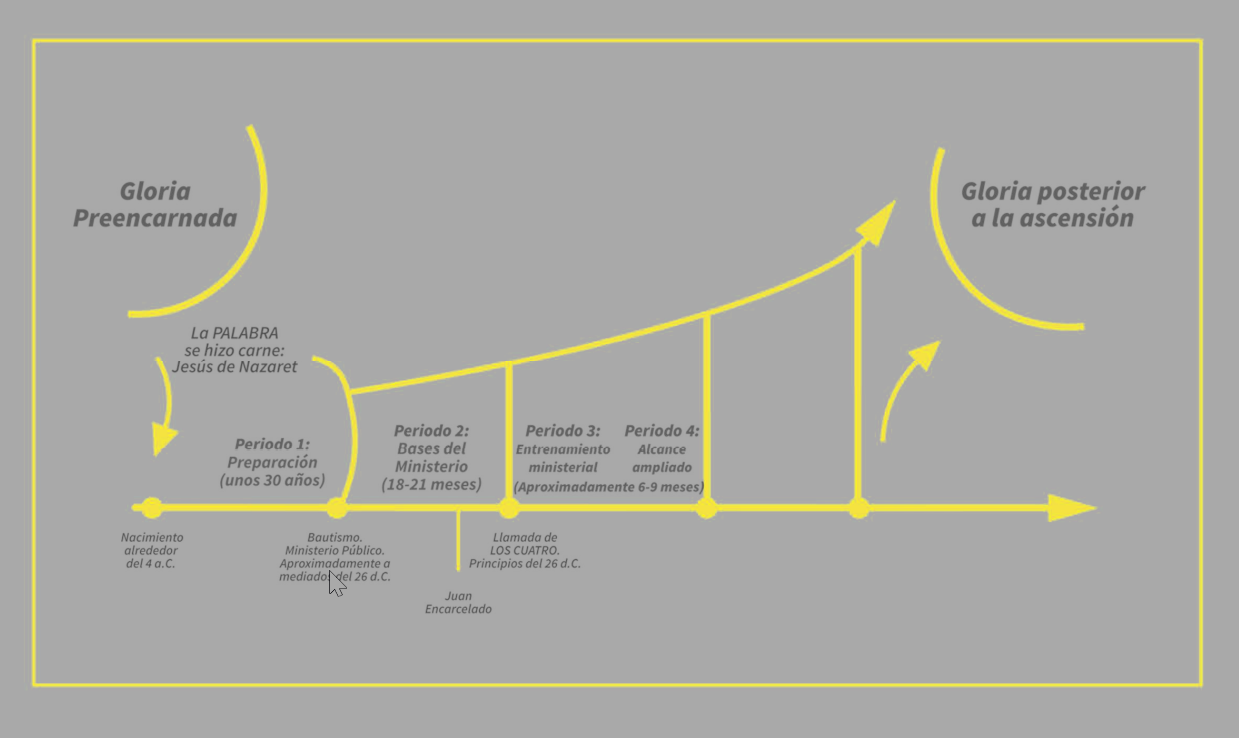 Gloria
Preencarnada
Gloria posterior
a la ascensión
La PALABRA
se hizo carne:
Jesús de Nazaret
Periodo 1:
Preparación
(unos 30 años)
Periodo 2:
Bases del
Ministerio
(18-21 meses)
Periodo 3:
Entrenamiento
ministerial
Periodo 4:
Alcance
ampliado
(Aproximadamente 6-9 meses)
Nacimiento
alrededor
del 4 a.C.
Bautismo.
Ministerio Público.
Aproximadamente a
mediados del 26 d.C.
Juan
Encarcelado
Llamada de
LOS CUATRO.
Principios del 26 d.C.